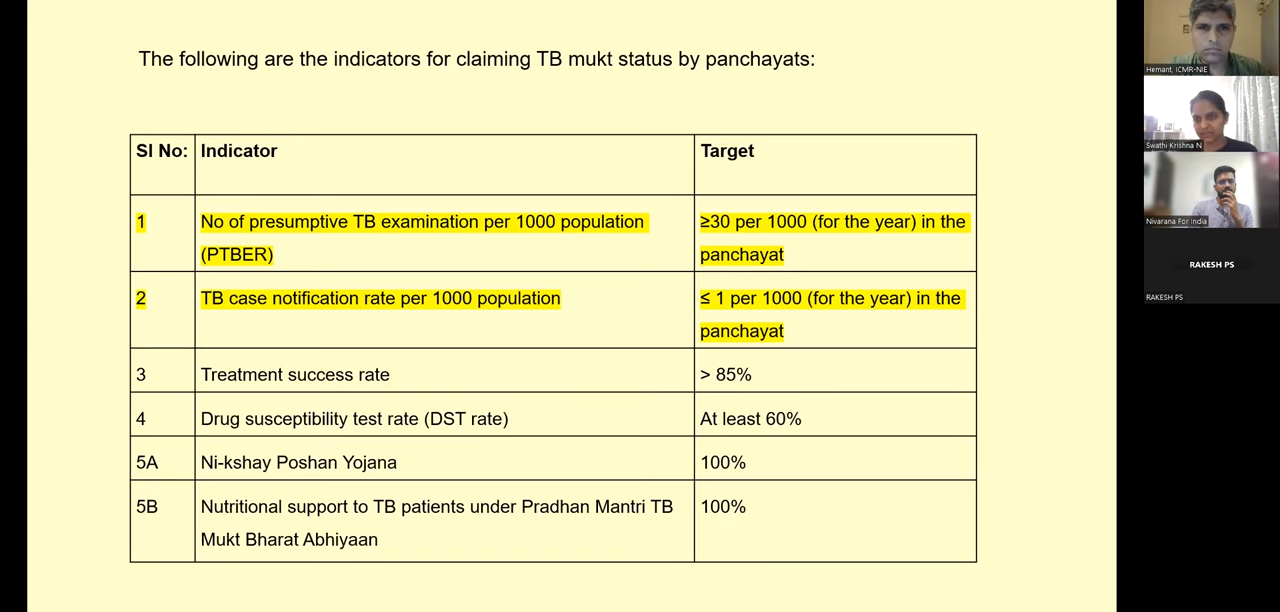 The following are the indicators for claiming TB mukt status by panchayats:
Sl No: Indicator Target
1 No of presumptive TB examination per 1000 population ≥30 per 1000 (for the year) in the
(PTBER) panchayat
2 TB case notification rate per 1000 population ≤ 1 per 1000 (for the year) in the
panchayat
3 Treatment success rate > 85%
4 Drug susceptibility test rate (DST rate) At least 60%
5A Ni-kshay Poshan Yojana 100%
5B Nutritional support to TB patients under Pradhan Mantri TB 100%
Mukt Bharat Abhiyaan
Hemant, ICMR-NIE
Swathi Krishna N
Nivarana For India
RAKESH PS
RAKESH PS